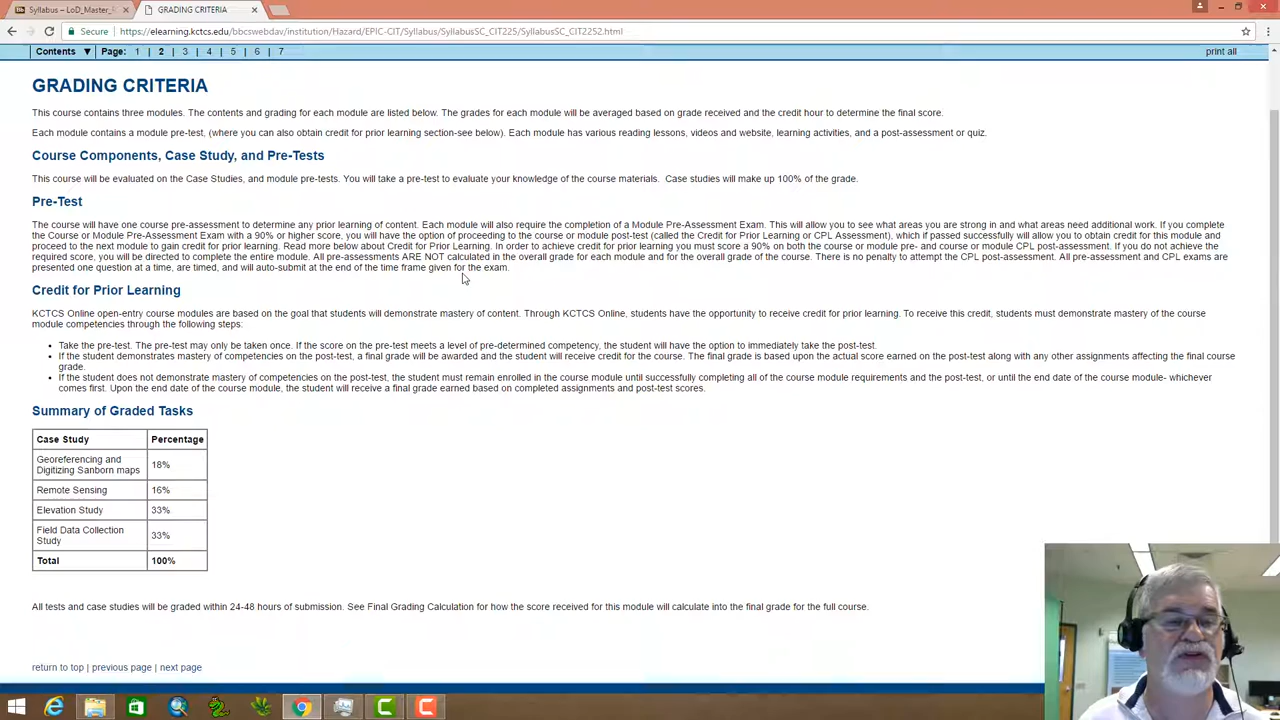 Syllabus – LoD_Master_
GRADING CRITERIA
Secure https://elearning.kctcs.edu/bbcswebdav/institution/Hazard/EPIC-CIT/Syllabus/SyllabusSC_CIT225/SyllabusSC_CIT2252.html
Contents ▼ Page: 1 2 3 4 5 6 7 print all
GRADING CRITERIA
This course contains three modules. The contents and grading for each module are listed below. The grades for each module will be averaged based on grade received and the credit hour to determine the final score.
Each module contains a module pre-test, (where you can also obtain credit for prior learning section-see below). Each module has various reading lessons, videos and website, learning activities, and a post-assessment or quiz.
Course Components, Case Study, and Pre-Tests
This course will be evaluated on the Case Studies, and module pre-tests. You will take a pre-test to evaluate your knowledge of the course materials. Case studies will make up 100% of the grade.
Pre-Test
The course will have one course pre-assessment to determine any prior learning of content. Each module will also require the completion of a Module Pre-Assessment Exam. This will allow you to see what areas you are strong in and what areas need additional work. If you complete
the Course or Module Pre-Assessment Exam with a 90% or higher score, you will have the option of proceeding to the course or module post-test (called the Credit for Prior Learning or CPL Assessment), which if passed successfully will allow you to obtain credit for this module and
proceed to the next module to gain credit for prior learning. Read more below about Credit for Prior Learning. In order to achieve credit for prior learning you must score a 90% on both the course or module pre- and course or module CPL post-assessment. If you do not achieve the
required score, you will be directed to complete the entire module. All pre-assessments ARE NOT calculated in the overall grade for each module and for the overall grade of the course. There is no penalty to attempt the CPL post-assessment. All pre-assessment and CPL exams are
presented one question at a time, are timed, and will auto-submit at the end of the time frame given for the exam.
Credit for Prior Learning
KCTCS Online open-entry course modules are based on the goal that students will demonstrate mastery of content. Through KCTCS Online, students have the opportunity to receive credit for prior learning. To receive this credit, students must demonstrate mastery of the course
module competencies through the following steps:
• Take the pre-test. The pre-test may only be taken once. If the score on the pre-test meets a level of pre-determined competency, the student will have the option to immediately take the post-test.
• If the student demonstrates mastery of competencies on the post-test, a final grade will be awarded and the student will receive credit for the course. The final grade is based upon the actual score earned on the post-test along with any other assignments affecting the final course
grade.
• If the student does not demonstrate mastery of competencies on the post-test, the student must remain enrolled in the course module until successfully completing all of the course module requirements and the post-test, or until the end date of the course module- whichever
comes first. Upon the end date of the course module, the student will receive a final grade earned based on completed assignments and post-test scores.
Summary of Graded Tasks
Case Study Percentage
Georeferencing and
Digitizing Sanborn maps 18%
Remote Sensing 16%
Elevation Study 33%
Field Data Collection
Study 33%
Total 100%
All tests and case studies will be graded within 24-48 hours of submission. See Final Grading Calculation for how the score received for this module will calculate into the final grade for the full course.
return to top | previous page | next page